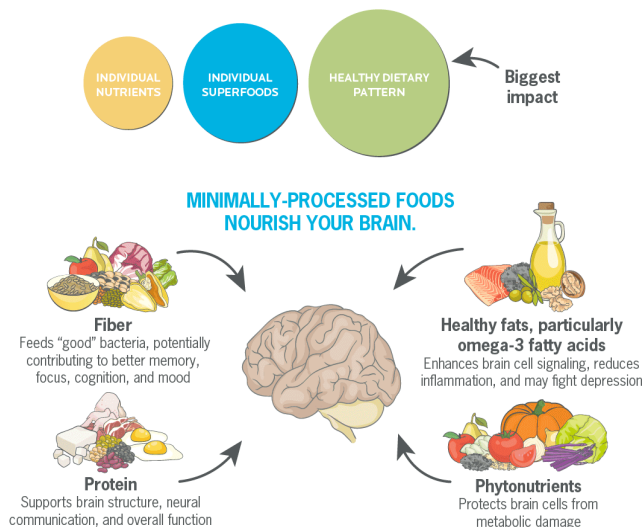 INDIVIDUAL
NUTRIENTS
INDIVIDUAL
SUPERFOODS
HEALTHY DIETARY
PATTERN
Biggest
impact
MINIMALLY-PROCESSED FOODS
NOURISH YOUR BRAIN.
Fiber
Feeds “good” bacteria, potentially
contributing to better memory,
focus, cognition, and mood
Healthy fats, particularly
omega-3 fatty acids
Enhances brain cell signaling, reduces
inflammation, and may fight depression
Protein
Supports brain structure, neural
communication, and overall function
Phytonutrients
Protects brain cells from
metabolic damage